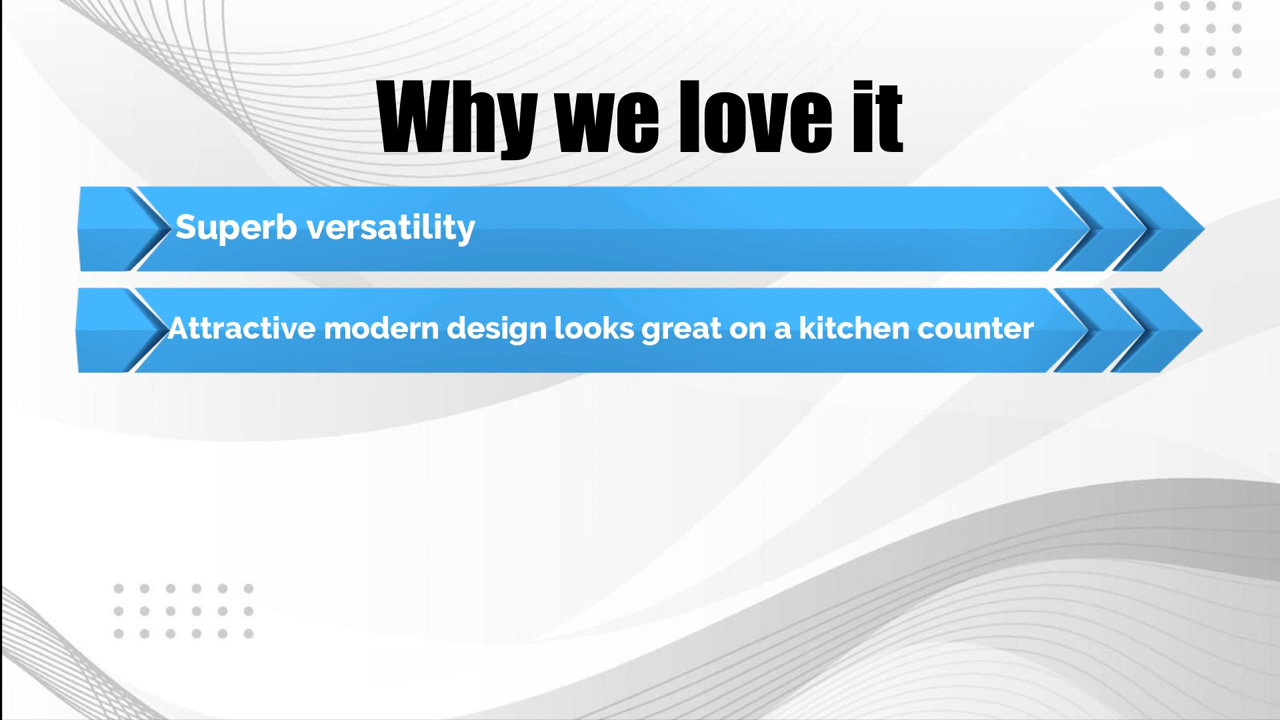 Why we love it
Superb versatility
Attractive modern design looks great on a kitchen counter